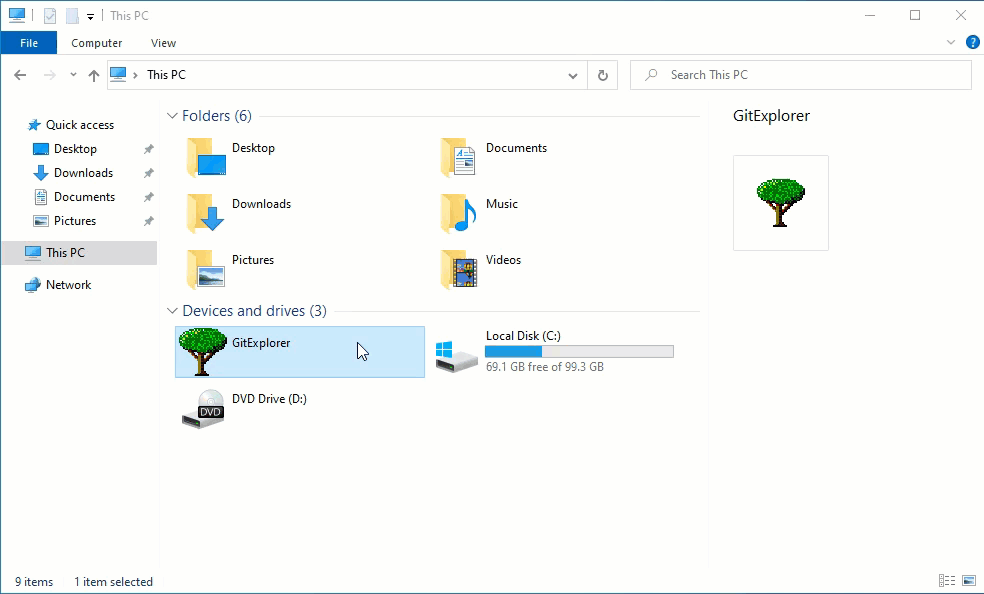 This PC
File Computer View
?
This PC
Search This PC
Quick access
Desktop
Downloads
Documents
Pictures
This PC
Network
Folders (6)
Desktop
Documents
Downloads
Music
Pictures
Videos
Devices and drives (3)
GitExplorer
Local Disk (C:)
69.1 GB free of 99.3 GB
DVD
DVD Drive (D:)
GitExplorer
9 items 1 item selected